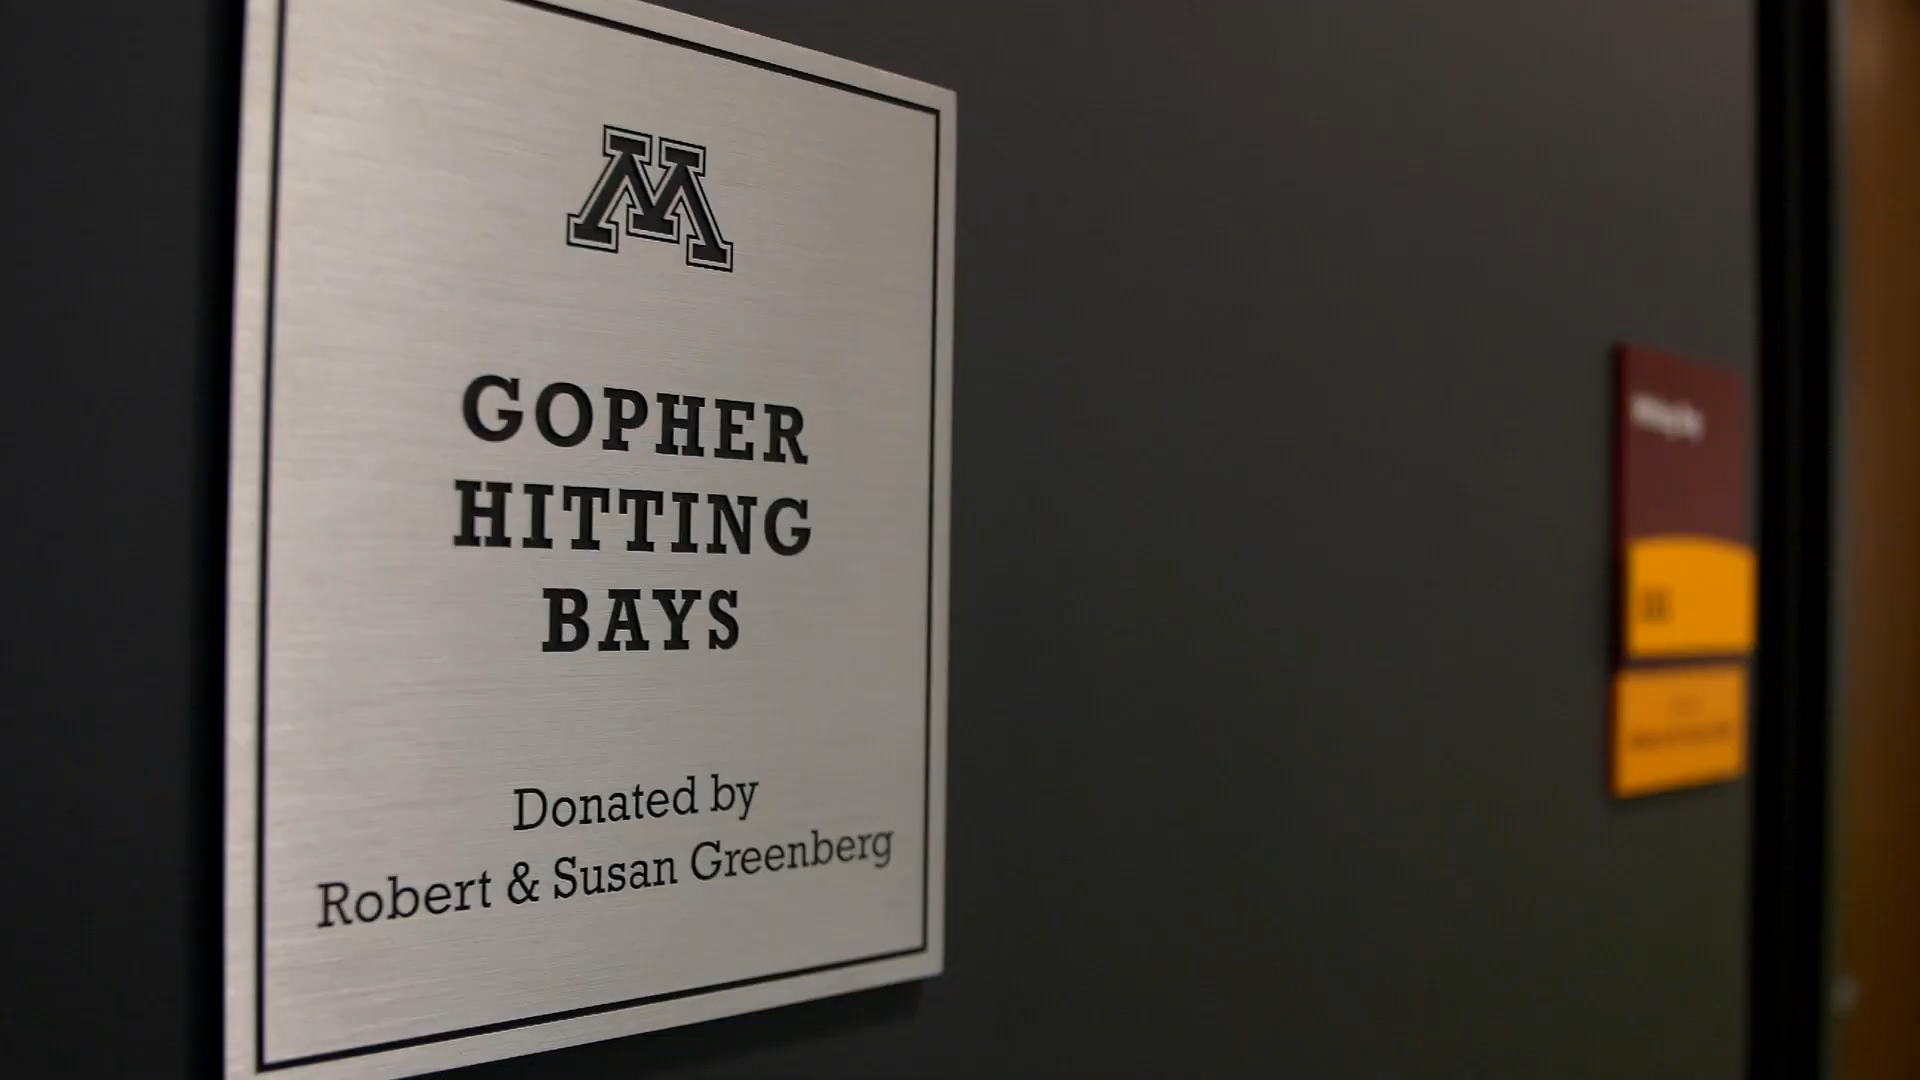 M
GOPHER
HITTING
BAYS
Donated by
Robert & Susan Greenberg